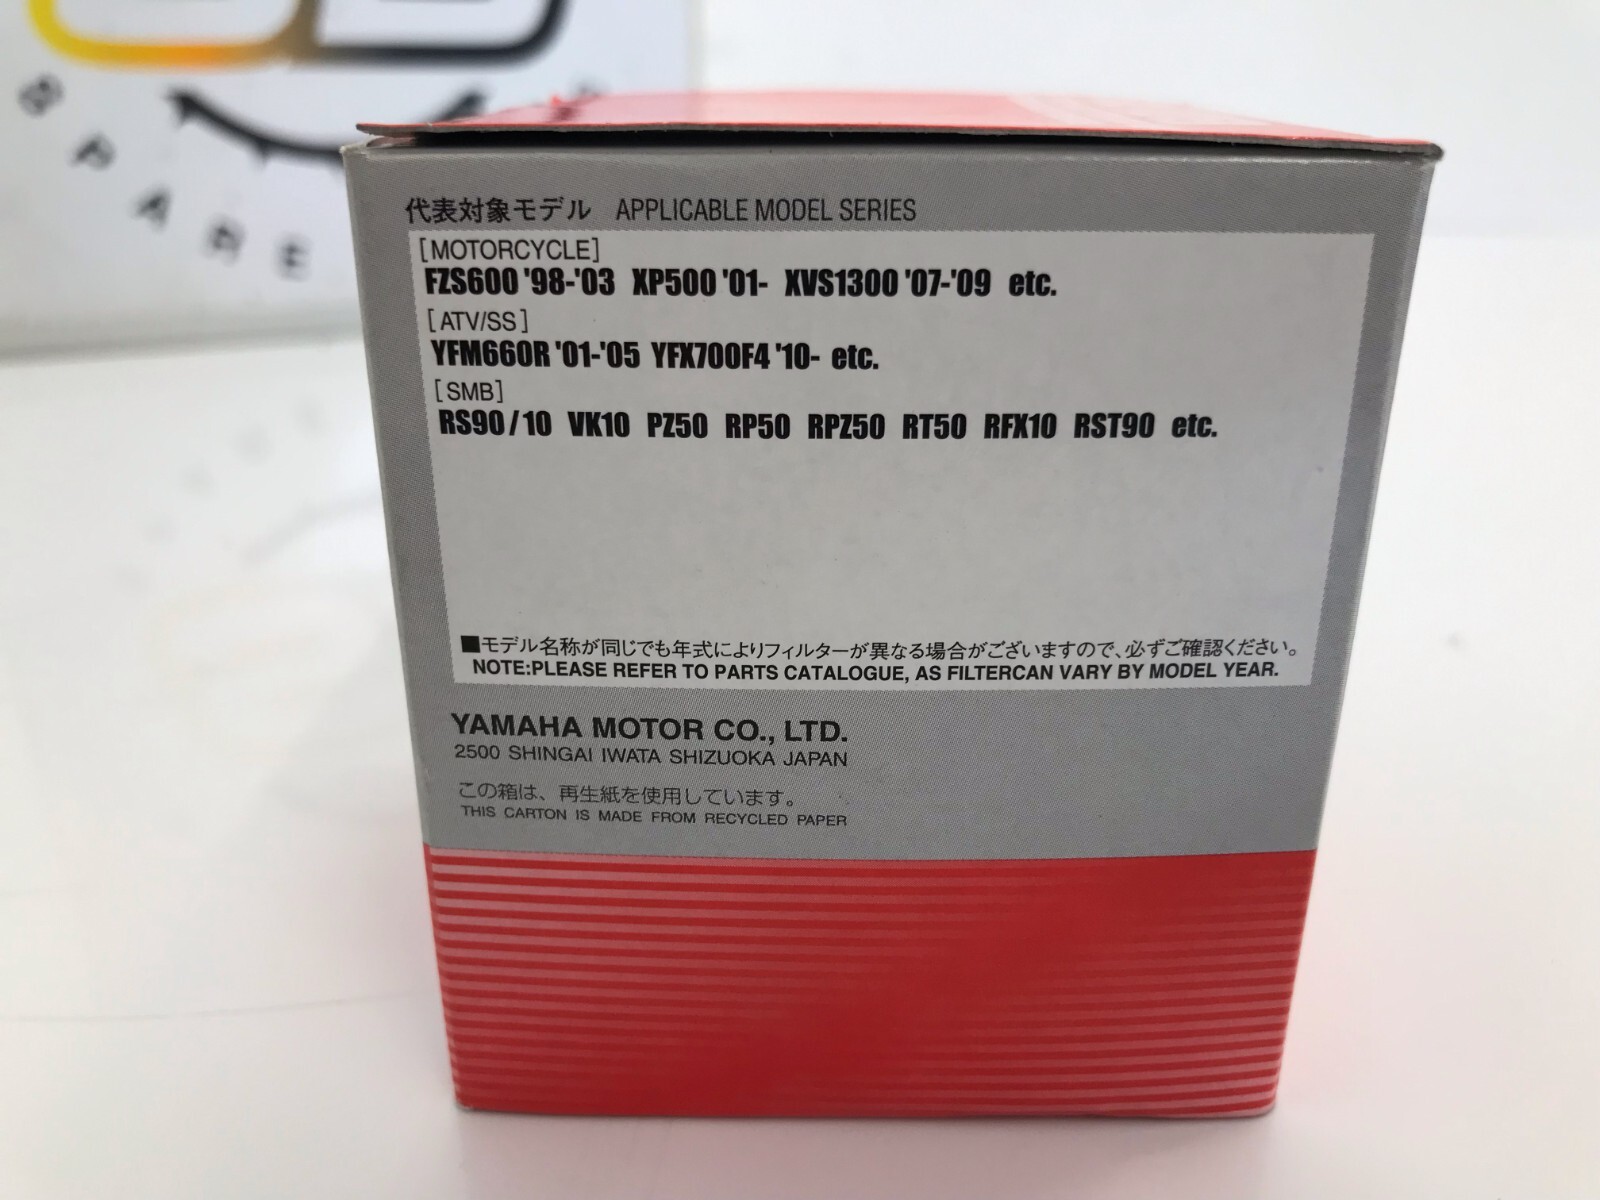 SPARE
代表対象モデル APPLICABLE MODEL SERIES
[MOTORCYCLE]
FZS600 '98-'03 XP500 '01- XVS1300 '07-'09 etc.
[ATV/SS]
YFM660R '01-'05 YFX700F4 '10- etc.
[SMB]
RS90/10 VK10 PZ50 RP50 RPZ50 RT50 RFX10 RST90 etc.
■モデル名称が同じでも年式によりフィルターが異なる場合がございますので、必ずご確認ください。
NOTE:PLEASE REFER TO PARTS CATALOGUE, AS FILTERCAN VARY BY MODEL YEAR.
YAMAHA MOTOR CO., LTD.
2500 SHINGAI IWATA SHIZUOKA JAPAN
この箱は、再生紙を使用しています。
THIS CARTON IS MADE FROM RECYCLED PAPER